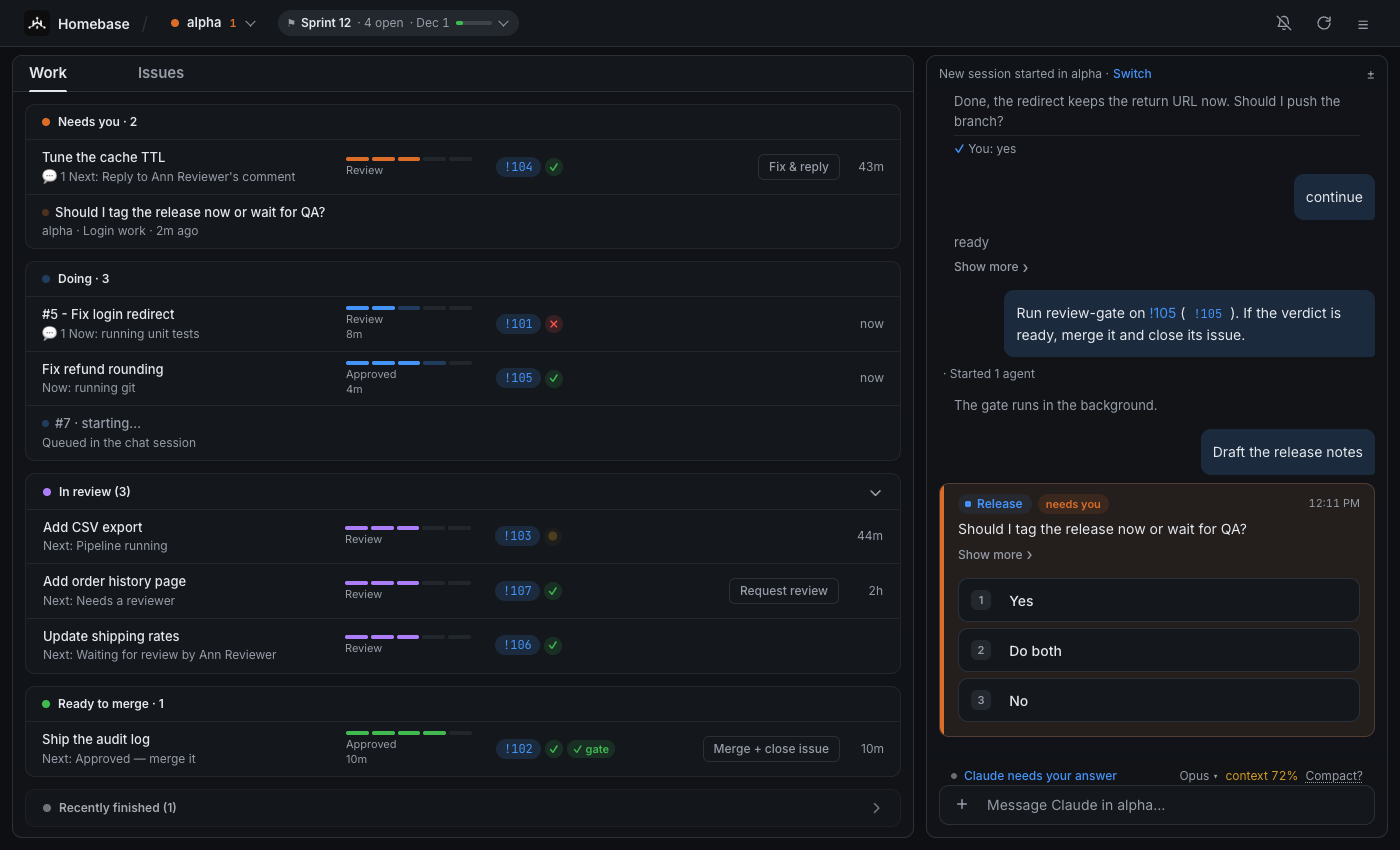 Homebase / alpha 1 Sprint 12 · 4 open · Dec 1
Work Issues
Needs you · 2
Tune the cache TTL
💬 1 Next: Reply to Ann Reviewer's comment
Review
!104
Fix & reply
43m
Should I tag the release now or wait for QA?
alpha · Login work · 2m ago
Doing · 3
#5 - Fix login redirect
💬 1 Now: running unit tests
Review
8m
!101
now
Fix refund rounding
Now: running git
Approved
4m
!105
now
#7 · starting...
Queued in the chat session
In review (3)
Add CSV export
Next: Pipeline running
Review
!103
44m
Add order history page
Next: Needs a reviewer
Review
!107
Request review
2h
Update shipping rates
Next: Waiting for review by Ann Reviewer
Review
!106
Ready to merge · 1
Ship the audit log
Next: Approved — merge it
Approved
10m
!102
✓ gate
Merge + close issue
10m
Recently finished (1)
New session started in alpha · Switch ±
Done, the redirect keeps the return URL now. Should I push the
branch?
✓ You: yes
continue
ready
Show more ›
Run review-gate on !105 ( !105 ). If the verdict is
ready, merge it and close its issue.
· Started 1 agent
The gate runs in the background.
Draft the release notes
Release needs you 12:11 PM
Should I tag the release now or wait for QA?
Show more ›
1 Yes
2 Do both
3 No
Claude needs your answer Opus • context 72% Compact?
+ Message Claude in alpha...